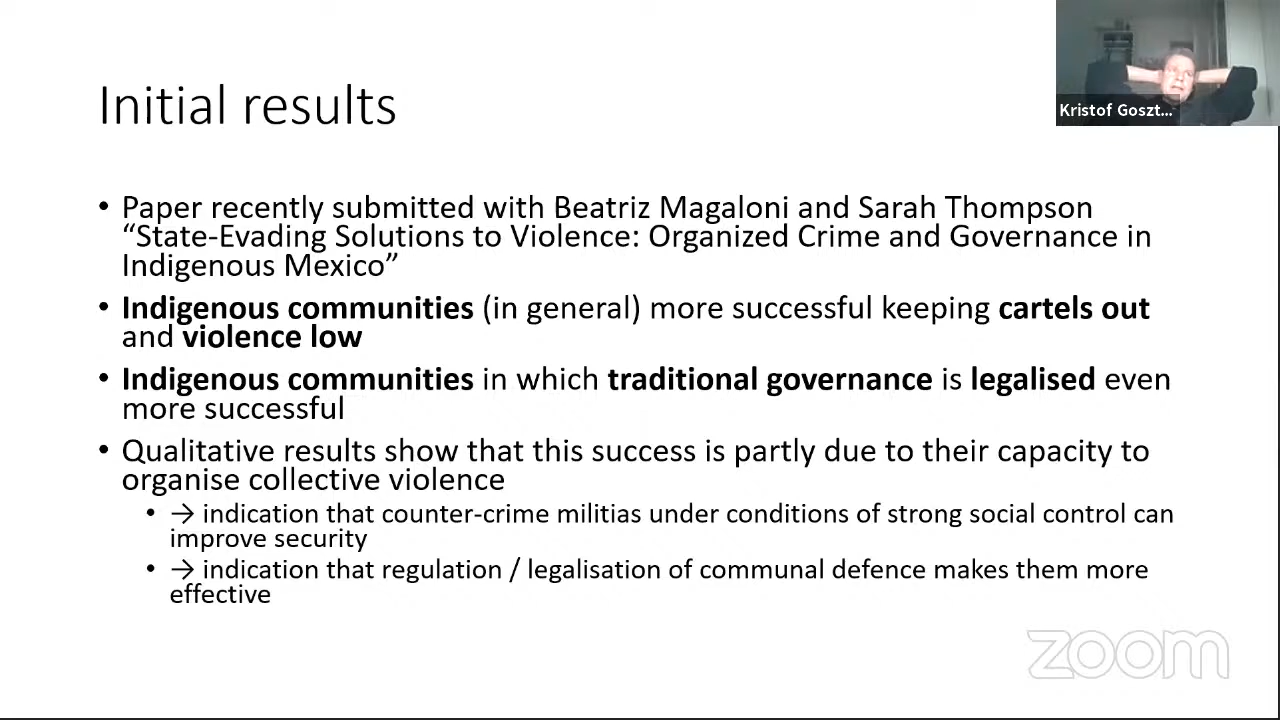 Initial results
Kristof Goszt...
• Paper recently submitted with Beatriz Magaloni and Sarah Thompson
“State-Evading Solutions to Violence: Organized Crime and Governance in
Indigenous Mexico”
• Indigenous communities (in general) more successful keeping cartels out
and violence low
• Indigenous communities in which traditional governance is legalised even
more successful
• Qualitative results show that this success is partly due to their capacity to
organise collective violence
• → indication that counter-crime militias under conditions of strong social control can
improve security
• → indication that regulation / legalisation of communal defence makes them more
effective
zoom